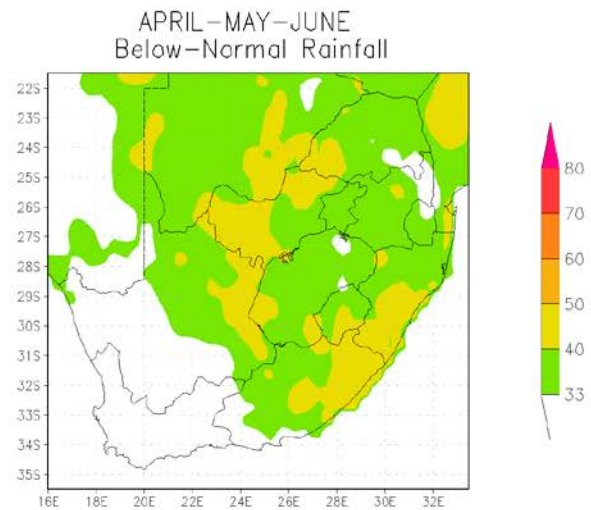 APRIL-MAY-JUNE
Below-Normal Rainfall
22S
23S
24S
25S
26S
27S
28S
29S
30S
31S
32S
33S
34S
35S
16E 18E 20E 22E 24E 26E 28E 30E 32E
80
70
60
50
40
33